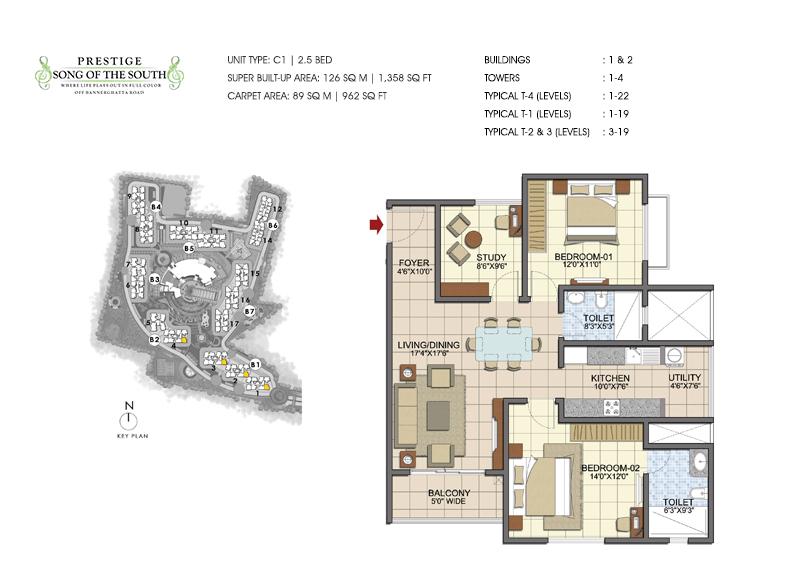 PRESTIGE
SONG OF THE SOUTH
WHERE LIFE PLAYS OUT IN FULL COLOR
OFF BANNERGHATTA ROAD
UNIT TYPE: C1 | 2.5 BED
SUPER BUILT-UP AREA: 126 SQ M | 1,358 SQ FT
CARPET AREA: 89 SQ M | 962 SQ FT
BUILDINGS : 1 & 2
TOWERS : 1-4
TYPICAL T-4 (LEVELS) : 1-22
TYPICAL T-1 (LEVELS) : 1-19
TYPICAL T-2 & 3 (LEVELS) : 3-19
9
B4
8
10
11
12
B6
14
B5
7
6
B3
15
16
B7
17
5
B2
4
3
B1
2
1
N
KEY PLAN
FOYER
4'6"X10'0"
STUDY
8'6"X9'6"
BEDROOM-01
12'0"X11'0"
TOILET
8'3"X5'3"
LIVING/DINING
17'4"X17'6"
KITCHEN
10'0"X7'6"
UTILITY
4'6"X7'6"
BEDROOM-02
14'0"X12'0"
TOILET
6'3"X9'3"
BALCONY
5'0" WIDE